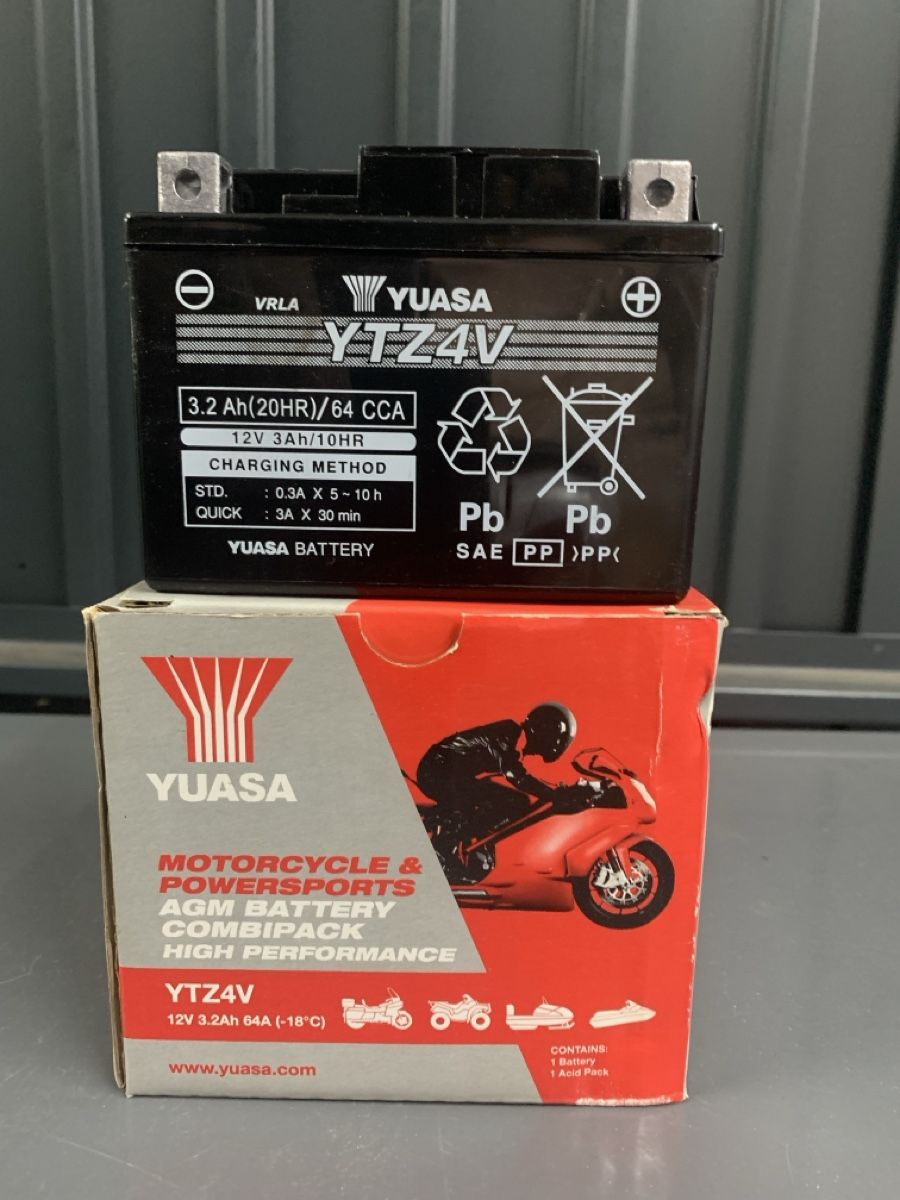 VRLA YUASA
YTZ4V
3.2 Ah(20HR)/64 CCA
12V 3Ah/10HR
CHARGING METHOD
STD. : 0.3A X 5 ~ 10 h
QUICK : 3A X 30 min
YUASA BATTERY
Pb Pb
SAE PP >PP<
YUASA
MOTORCYCLE &
POWERSPORTS
AGM BATTERY
COMBIPACK
HIGH PERFORMANCE
YTZ4V
12V 3.2Ah 64A (-18°C)
www.yuasa.com
CONTAINS:
1 Battery
1 Acid Pack